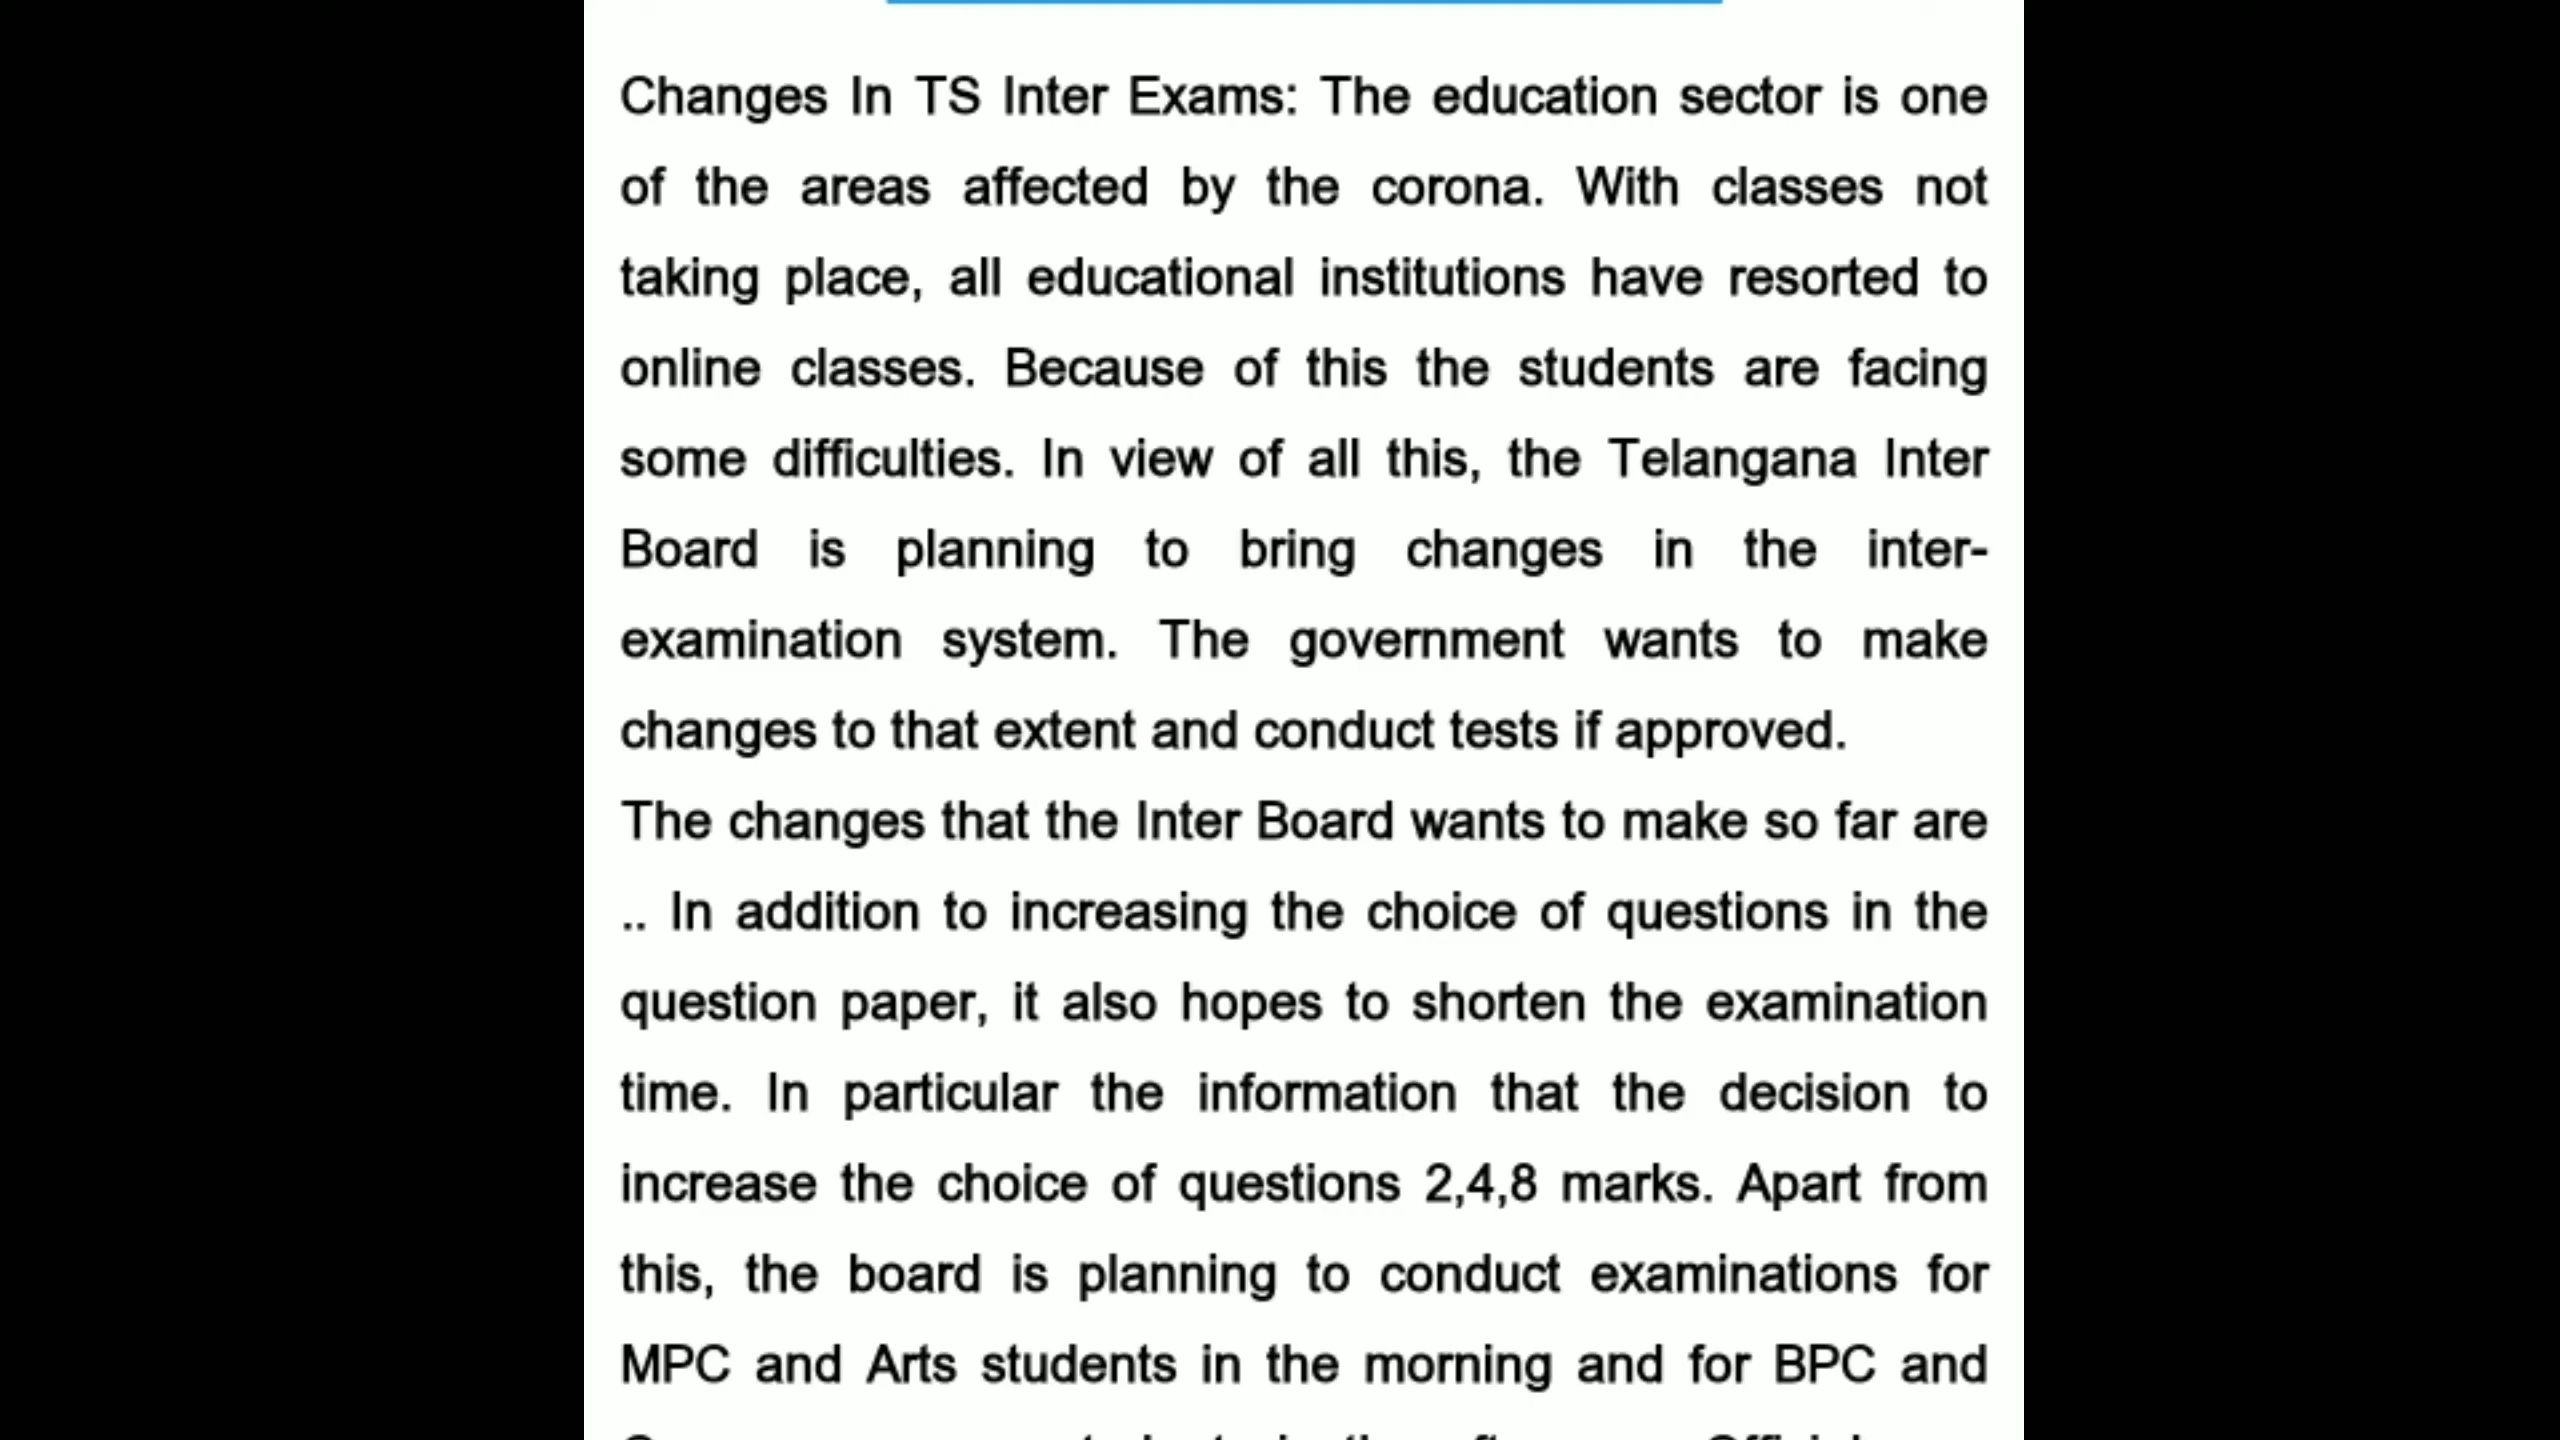 Changes In TS Inter Exams: The education sector is one
of the areas affected by the corona. With classes not
taking place, all educational institutions have resorted to
online classes. Because of this the students are facing
some difficulties. In view of all this, the Telangana Inter
Board is planning to bring changes in the inter-
examination system. The government wants to make
changes to that extent and conduct tests if approved.
The changes that the Inter Board wants to make so far are
.. In addition to increasing the choice of questions in the
question paper, it also hopes to shorten the examination
time. In particular the information that the decision to
increase the choice of questions 2,4,8 marks. Apart from
this, the board is planning to conduct examinations for
MPC and Arts students in the morning and for BPC and